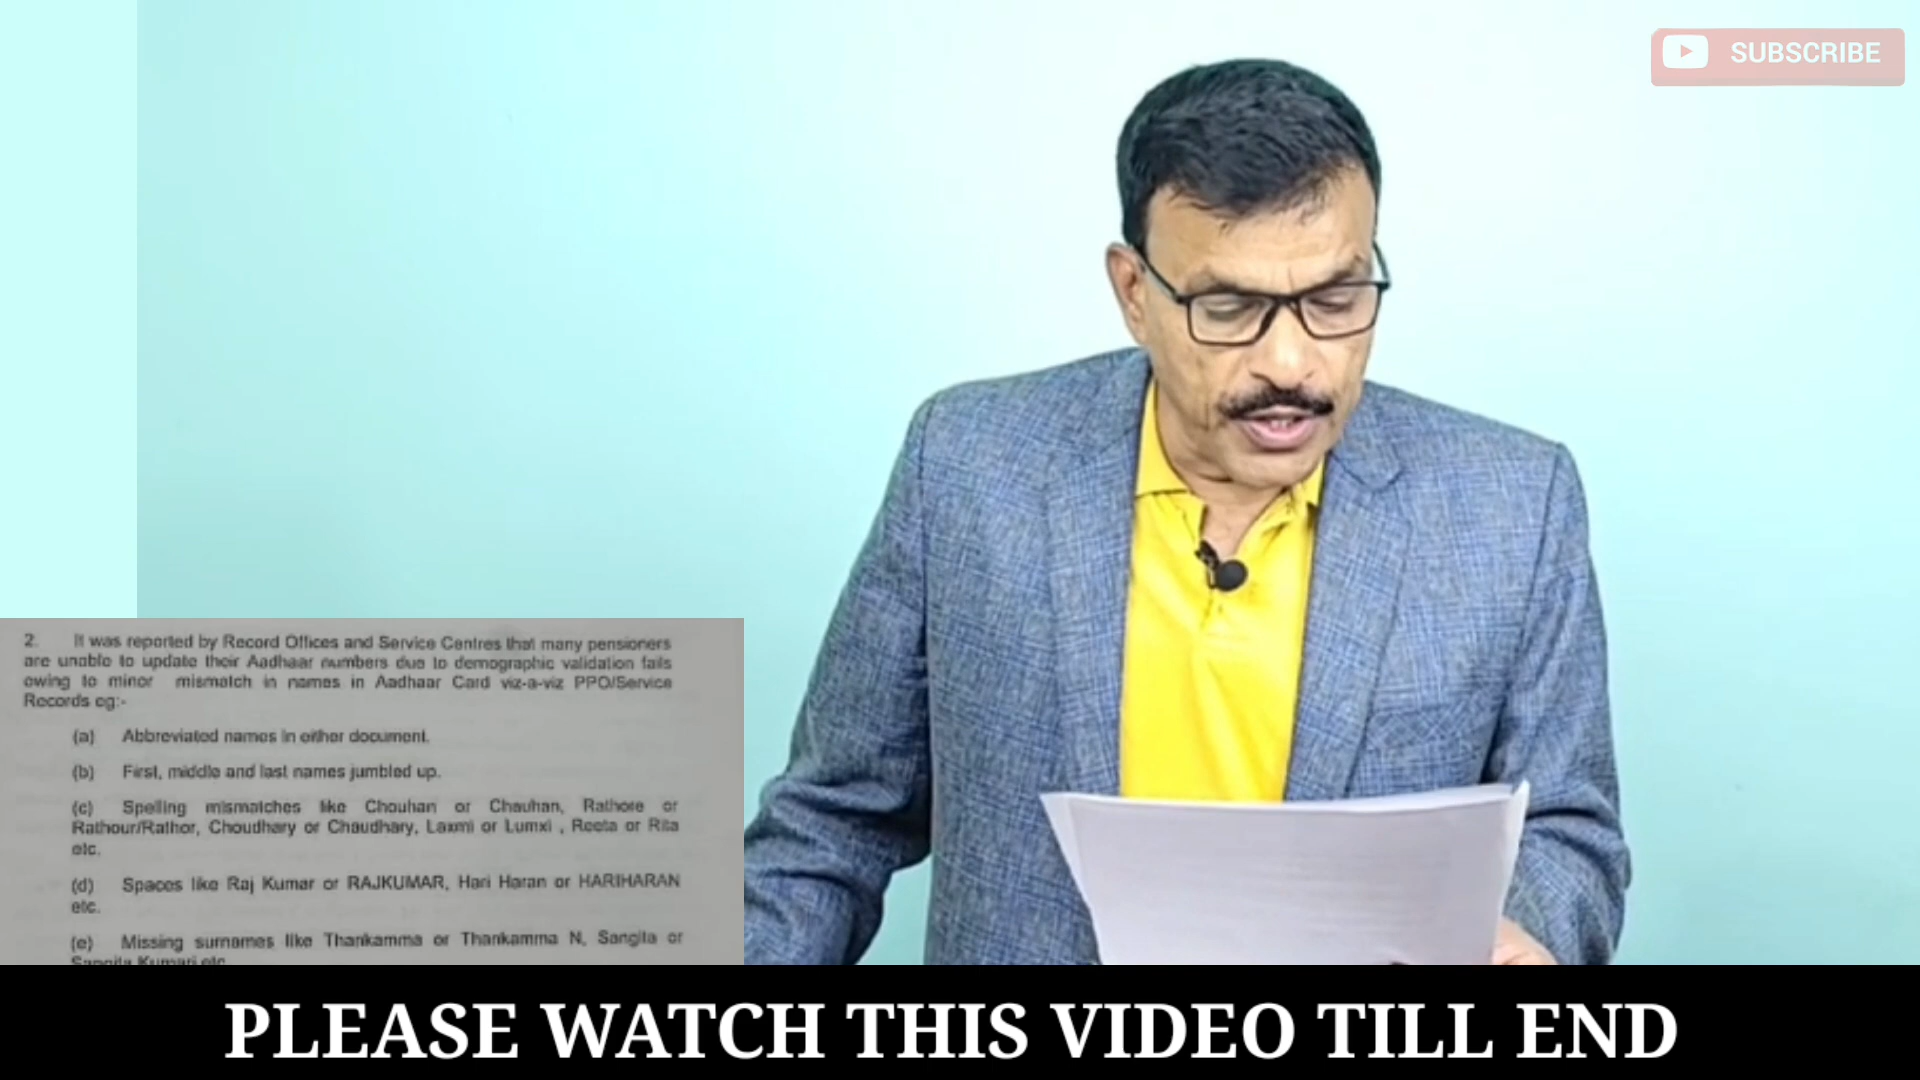 SUBSCRIBE
2. It was reported by Record Offices and Service Centres that many pensioners
are unable to update their Aadhaar numbers due to demographic validation fails
owing to minor mismatch in names in Aadhaar Card viz-a-viz PPO/Service
Records eg:-
(a) Abbreviated names in either document.
(b) First, middle and last names jumbled up.
(c) Spelling mismatches like Chouhan or Chauhan, Rathore or
Rathour/Rathor, Choudhary or Chaudhary, Laxmi or Lumxi , Reeta or Rita
etc.
(d) Spaces like Raj Kumar or RAJKUMAR, Hari Haran or HARIHARAN
etc.
(e) Missing surnames like Thankamma or Thankamma N, Sangita or
Sangita Kumari etc
PLEASE WATCH THIS VIDEO TILL END